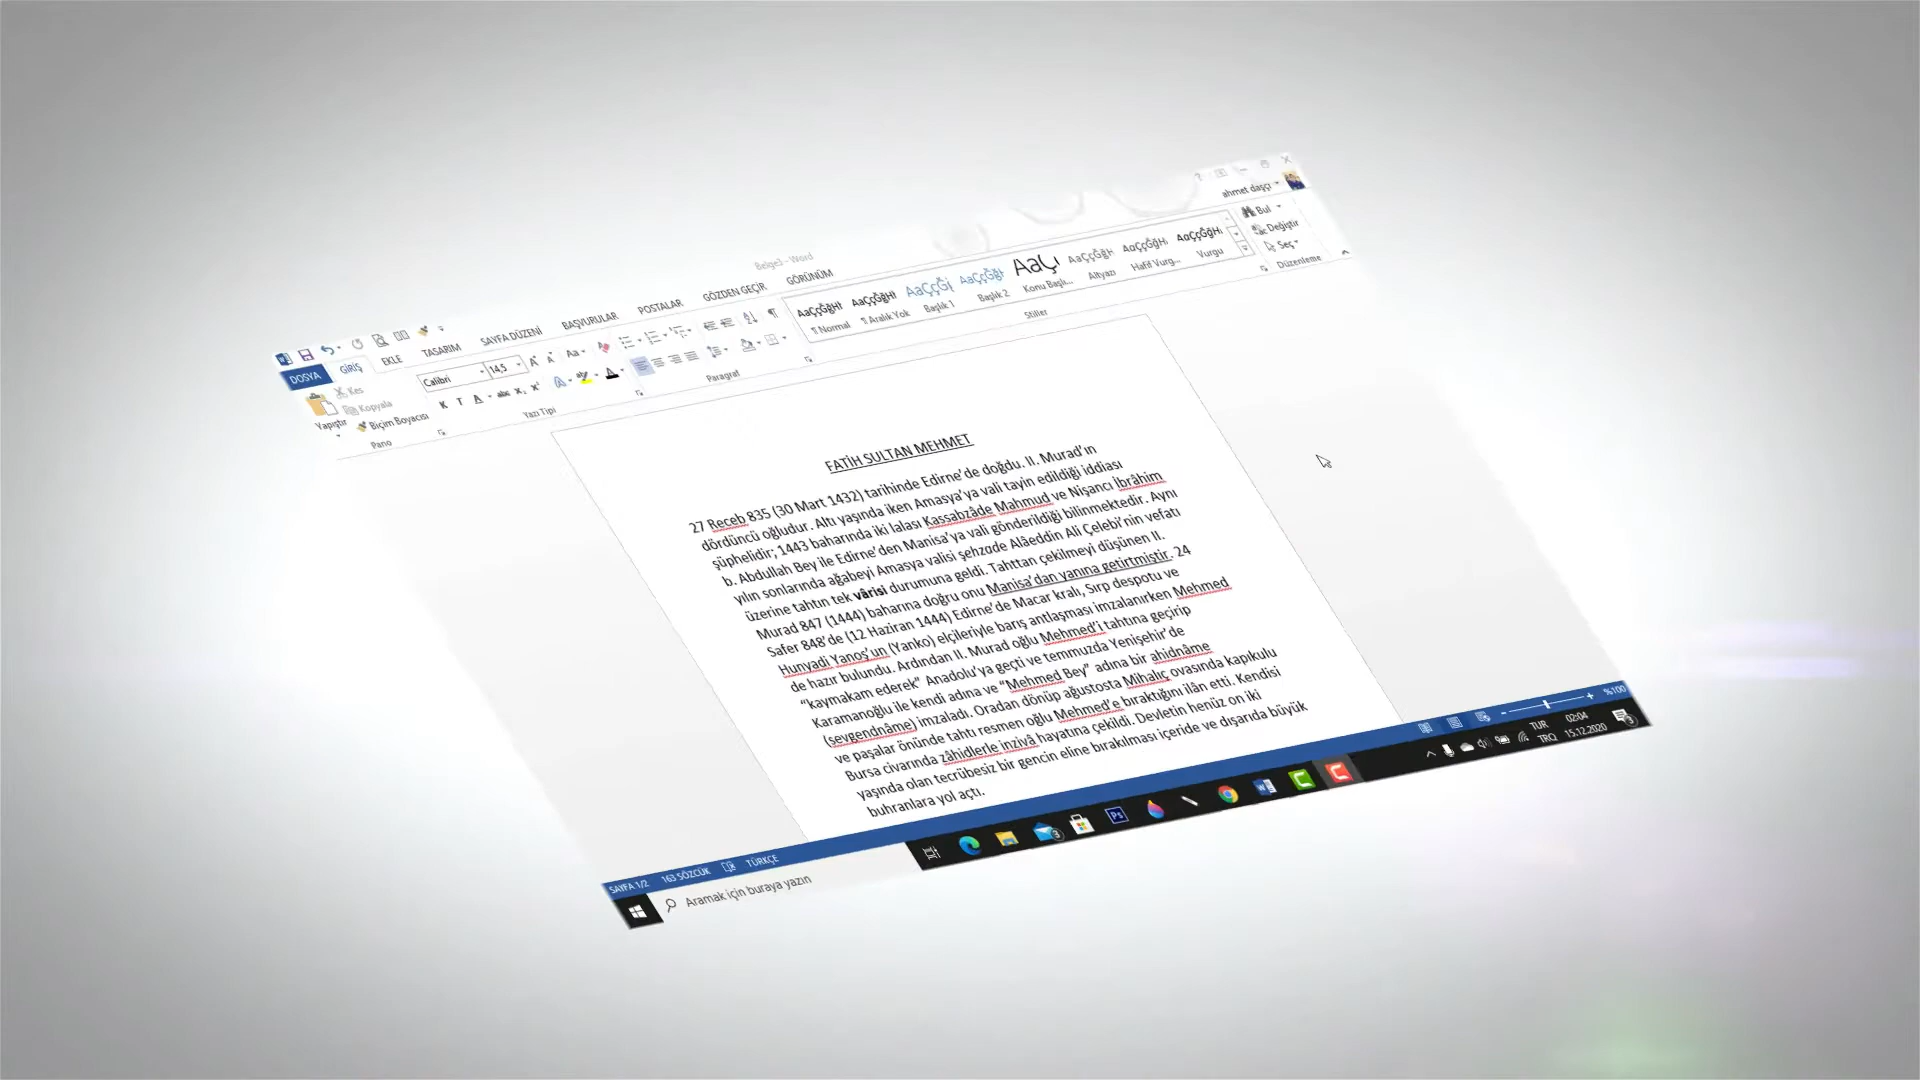 Belge3 - Word
ahmet daşçı
DOSYA GİRİŞ EKLE TASARIM SAYFA DÜZENİ BAŞVURULAR POSTALAR GÖZDEN GEÇİR GÖRÜNÜM
Kes
Kopyala
Biçim Boyacısı
Yapıştır
Pano
Calibri 14,5
Yazı Tipi
Paragraf
AaÇçĞğHı AaÇçĞğHı AaÇçĞğ AaÇçĞğH AaÇı AaÇçĞğH AaÇçĞğHı AaÇçĞğHı
¶ Normal ¶ Aralık Yok Başlık 1 Başlık 2 Konu Başlı... Altyazı Hafif Vurg... Vurgu
Stiller
Bul
Değiştir
Seç
Düzenleme
FATİH SULTAN MEHMET
27 Receb 835 (30 Mart 1432) tarihinde Edirne'de doğdu. II. Murad'ın
dördüncü oğludur. Altı yaşında iken Amasya'ya vali tayin edildiği iddiası
şüphelidir; 1443 baharında iki lalası Kassabzâde Mahmud ve Nişancı İbrâhim
b. Abdullah Bey ile Edirne'den Manisa'ya vali gönderildiği bilinmektedir. Aynı
yılın sonlarında ağabeyi Amasya valisi şehzade Alâeddin Ali Çelebi'nin vefatı
üzerine tahtın tek vârisi durumuna geldi. Tahttan çekilmeyi düşünen II.
Murad 847 (1444) baharına doğru onu Manisa'dan yanına getirtmiştir. 24
Safer 848'de (12 Haziran 1444) Edirne'de Macar kralı, Sırp despotu ve
Hunyadi Yanoş'un (Yanko) elçileriyle barış antlaşması imzalanırken Mehmed
de hazır bulundu. Ardından II. Murad oğlu Mehmed'i tahtına geçirip
"kaymakam ederek" Anadolu'ya geçti ve temmuzda Yenişehir'de
Karamanoğlu ile kendi adına ve "Mehmed Bey" adına bir ahidnâme
(sevgendnâme) imzaladı. Oradan dönüp ağustosta Mihalıç ovasında kapıkulu
ve paşalar önünde tahtı resmen oğlu Mehmed'e bıraktığını ilân etti. Kendisi
Bursa civarında zâhidlerle inzivâ hayatına çekildi. Devletin henüz on iki
yaşında olan tecrübesiz bir gencin eline bırakılması içeride ve dışarıda büyük
buhranlara yol açtı.
SAYFA 1/2 163 SÖZCÜK TÜRKÇE
%100
Aramak için buraya yazın
TUR
TRQ
02:04
15.12.2020